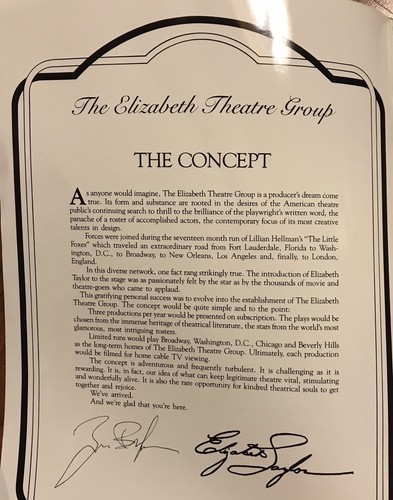 The Elizabeth Theatre Group
THE CONCEPT
As anyone would imagine, The Elizabeth Theatre Group is a producer's dream come
true. Its form and substance are rooted in the desires of the American theatre
public's continuing search to thrill to the brilliance of the playwright's written word, the
panache of a roster of accomplished actors, the contemporary focus of its most creative
talents in design.
Forces were joined during the seventeen month run of Lillian Hellman's "The Little
Foxes" which traveled an extraordinary road from Fort Lauderdale, Florida to Wash-
ington, D.C., to Broadway, to New Orleans, Los Angeles and, finally, to London,
England.
In this diverse network, one fact rang strikingly true. The introduction of Elizabeth
Taylor to the stage was as passionately felt by the star as by the thousands of movie and
theatre-goers who came to applaud.
This gratifying personal success was to evolve into the establishment of The Elizabeth
Theatre Group. The concept would be quite simple and to the point:
Three productions per year would be presented on subscription. The plays would be
chosen from the immense heritage of theatrical literature, the stars from the world's most
glamorous, most intriguing rosters.
Limited runs would play Broadway, Washington, D.C., Chicago and Beverly Hills
as the long-term homes of The Elizabeth Theatre Group. Ultimately, each production
would be filmed for home cable TV viewing.
The concept is adventurous and frequently turbulent. It is challenging as it is
rewarding. It is, in fact, our idea of what can keep legitimate theatre vital, stimulating
and wonderfully alive. It is also the rare opportunity for kindred theatrical souls to get
together and rejoice.
We've arrived.
And we're glad that you're here.
Elizabeth Taylor